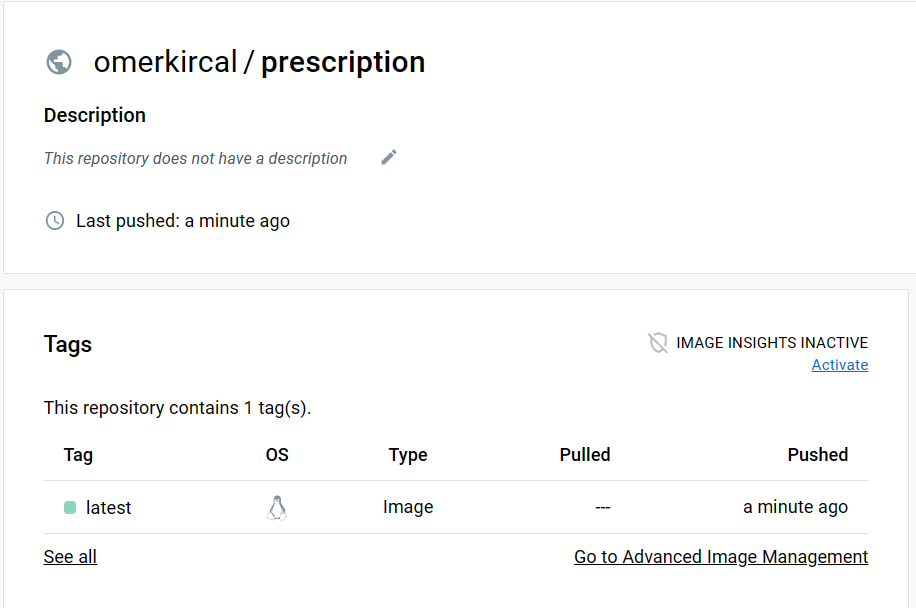 omerkircal / prescription
Description
This repository does not have a description
Last pushed: a minute ago
Tags
IMAGE INSIGHTS INACTIVE
Activate
This repository contains 1 tag(s).
Tag OS Type Pulled Pushed
latest Image --- a minute ago
See all Go to Advanced Image Management